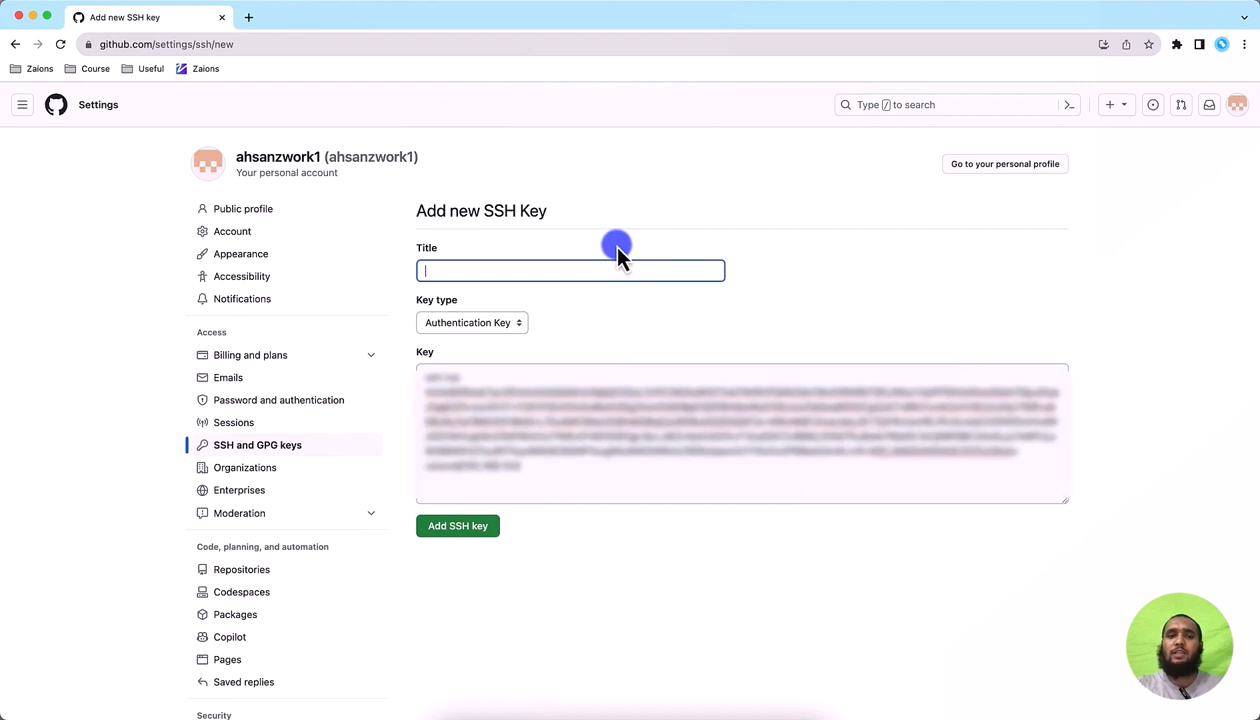 Add new SSH key
github.com/settings/ssh/new
Zaions
Course
Useful
Zaions
Settings
Type / to search
ahsanzwork1 (ahsanzwork1)
Your personal account
Go to your personal profile
Public profile
Account
Appearance
Accessibility
Notifications
Access
Billing and plans
Emails
Password and authentication
Sessions
SSH and GPG keys
Organizations
Enterprises
Moderation
Code, planning, and automation
Repositories
Codespaces
Packages
Copilot
Pages
Saved replies
Security
Add new SSH Key
Title
Key type
Authentication Key
Key
Add SSH key